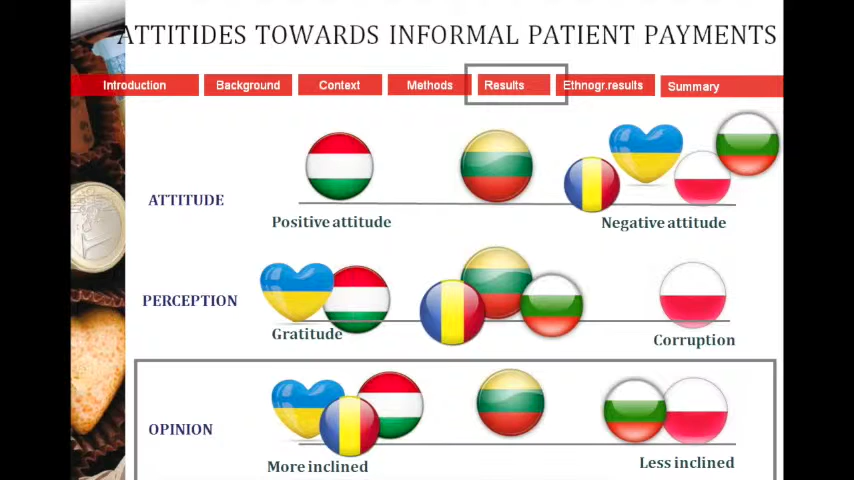 ATTITIDES TOWARDS INFORMAL PATIENT PAYMENTS
Introduction
Background
Context
Methods
Results
Ethnogr.results
Summary
ATTITUDE
Positive attitude
Negative attitude
PERCEPTION
Gratitude
Corruption
OPINION
More inclined
Less inclined